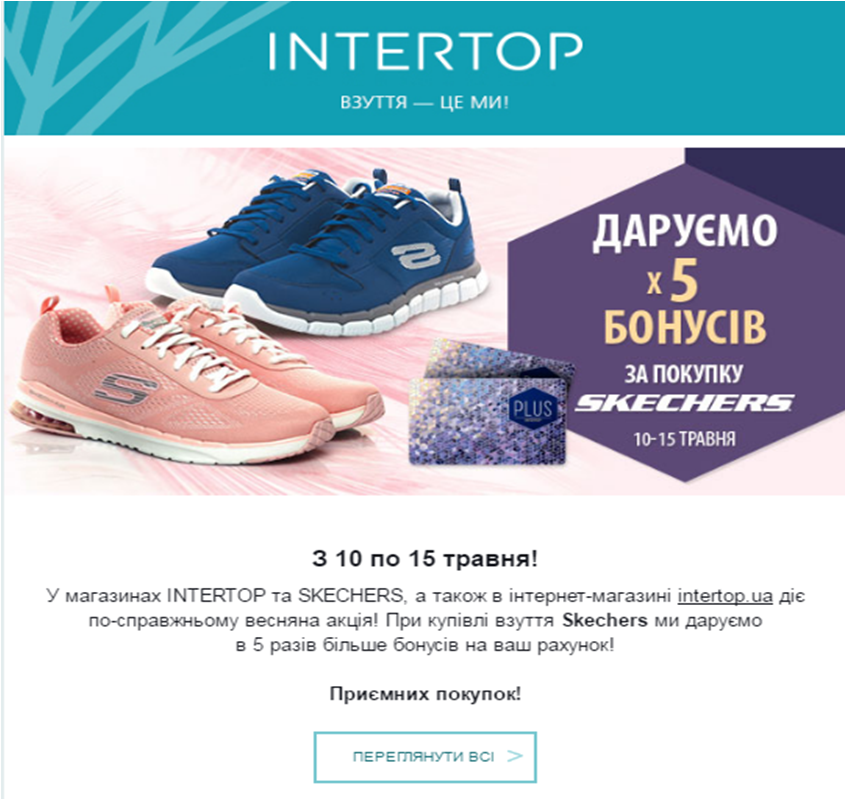 INTERTOP
ВЗУТТЯ — ЦЕ МИ!
ДАРУЄМО
х 5
БОНУСІВ
ЗА ПОКУПКУ
SKECHERS
10-15 ТРАВНЯ
PLUS
З 10 по 15 травня!
У магазинах INTERTOP та SKECHERS, а також в інтернет-магазині intertop.ua діє
по-справжньому весняна акція! При купівлі взуття Skechers ми даруємо
в 5 разів більше бонусів на ваш рахунок!
Приємних покупок!
ПЕРЕГЛЯНУТИ ВСІ >